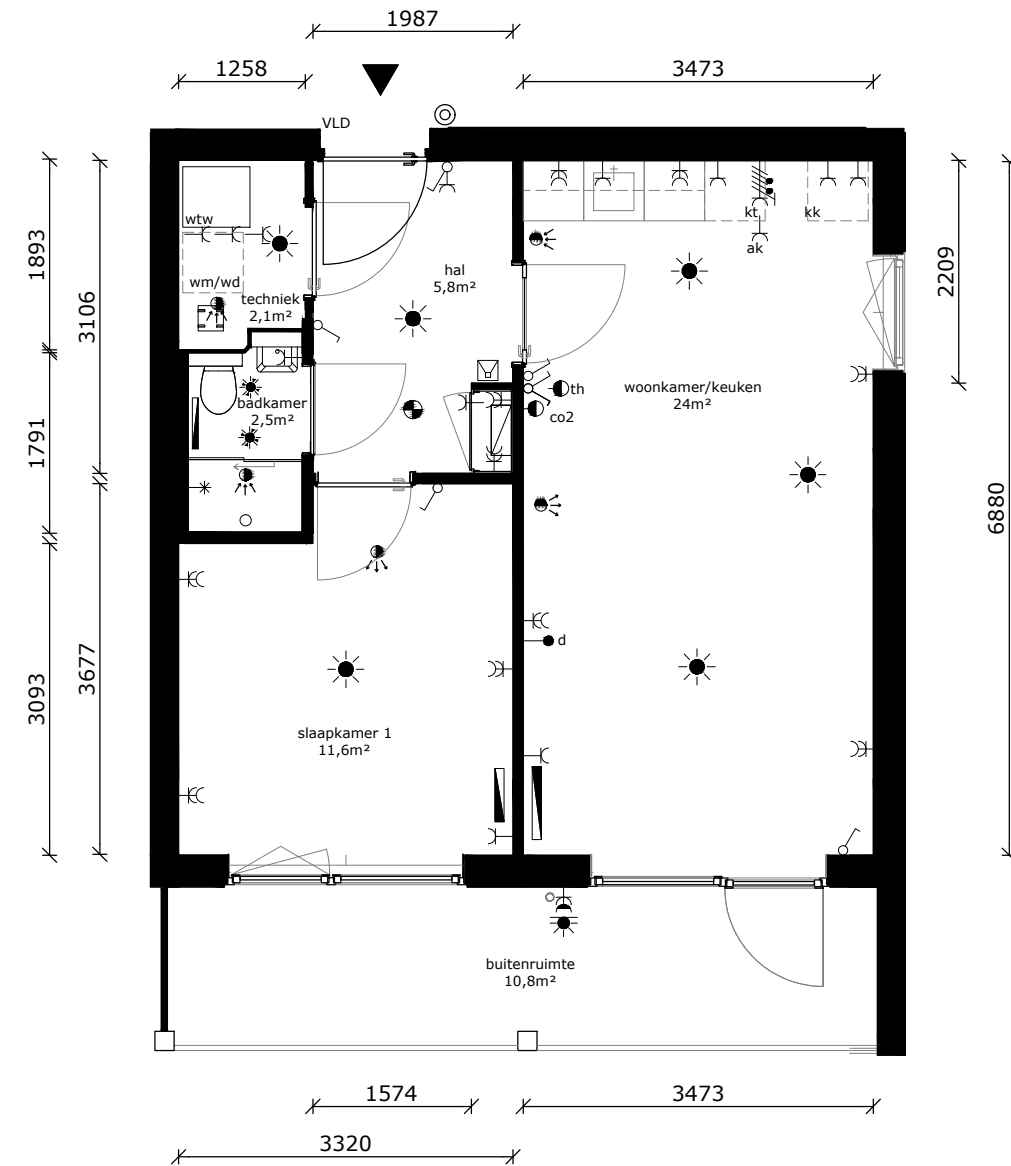 1987
1258
3473
VLD
wtw
wm/wd
techniek
2,1m²
hal
5,8m²
kt
kk
ak
1893
3106
2209
badkamer
2,5m²
th
co2
woonkamer/keuken
24m²
1791
6880
d
3677
3093
slaapkamer 1
11,6m²
buitenruimte
10,8m²
1574
3473
3320